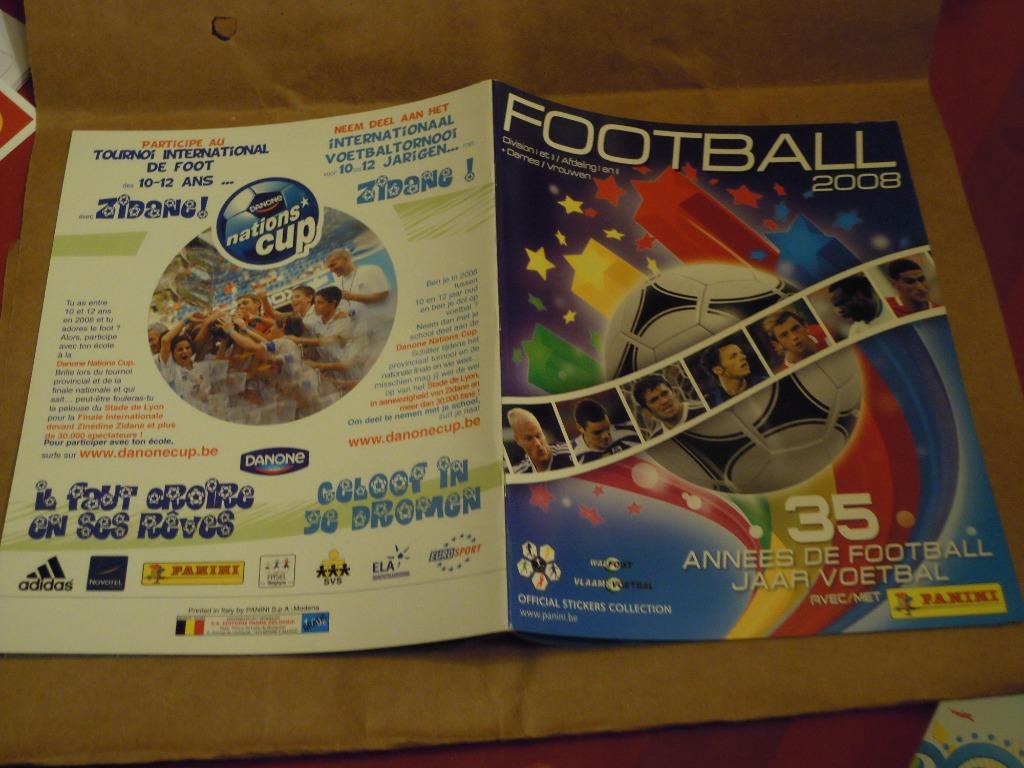 PARTICIPE AU
TOURNOI INTERNATIONAL
DE FOOT
des 10-12 ANS ...
avec ZIDANE!
NEEM DEEL AAN HET
INTERNATIONAAL
VOETBALTORNOOI
voor 10 tot 12 JARIGEN... met
ZIDANE !
DANONE
nations
cup
Tu as entre
10 et 12 ans
en 2008 et tu
adores le foot ?
Alors, participe
avec ton école
à la
Danone Nations Cup.
Brille lors du tournoi
provincial et de la
finale nationale et qui
sait... peut-être fouleras-tu
la pelouse du Stade de Lyon
pour la Finale Internationale
devant Zinédine Zidane et plus
de 30.000 spectateurs !
Pour participer avec ton école,
surfe sur www.danonecup.be
Ben je in 2008
tussen
10 en 12 jaar oud
en ben je dol op
voetbal ?
Neem dan met je
school deel aan de
Danone Nations Cup.
Schitter tijdens het
provinciaal tornooi en de
nationale finale en wie weet...
misschien mag jij wel de wei
op van het Stade de Lyon,
in aanwezigheid van Zidane en
meer dan 30.000 fans !
Om deel te nemen met je school,
surf je naar
www.danonecup.be
DANONE
IL FAUT CROIRE
EN SES RÊVES
GELOOF IN
JE DROMEN
adidas
NOVOTEL
PANINI
SVS
ELA
EUROSPORT
Printed in Italy by PANINI S.p.A. Modena
FOOTBALL
2008
Division I et II / Afdeling I en II
+ Dames / Vrouwen
35
ANNEES DE FOOTBALL
JAAR VOETBAL
AVEC/MET PANINI
WALFOOT
VLAAMS VOETBAL
OFFICIAL STICKERS COLLECTION
www.panini.be